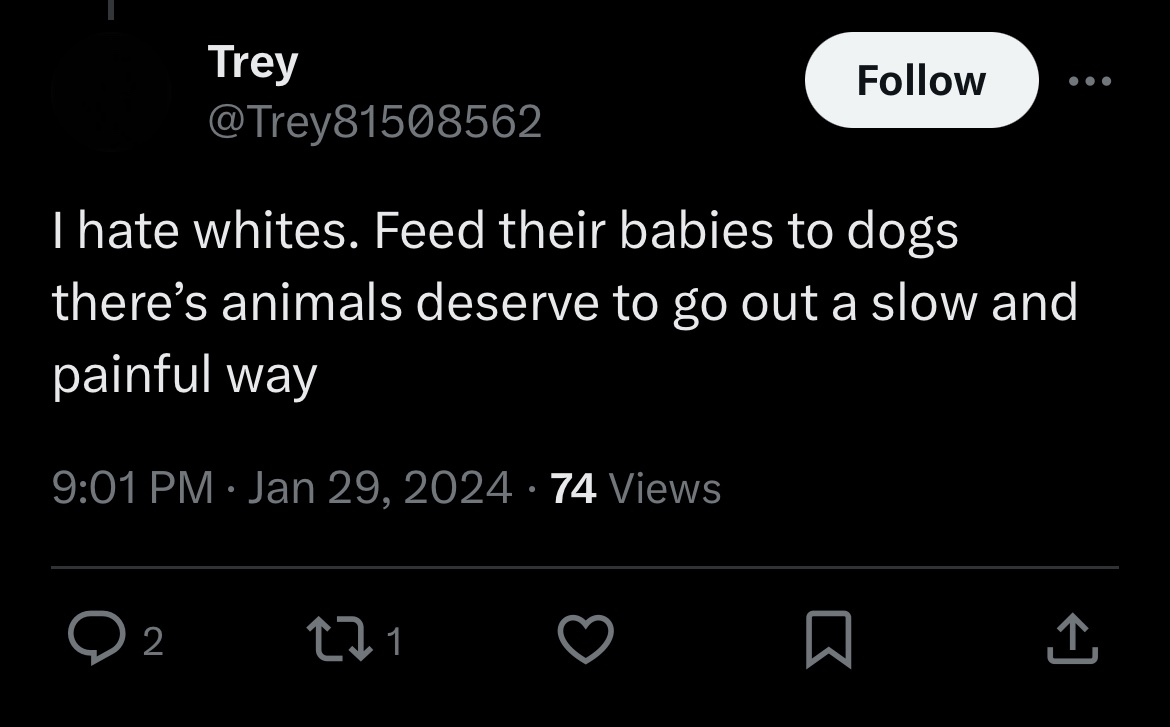 Trey
Follow
@Trey81508562
I hate whites. Feed their babies to dogs
there’s animals deserve to go out a slow and
painful way
9:01 PM · Jan 29, 2024 · 74 Views
2
1